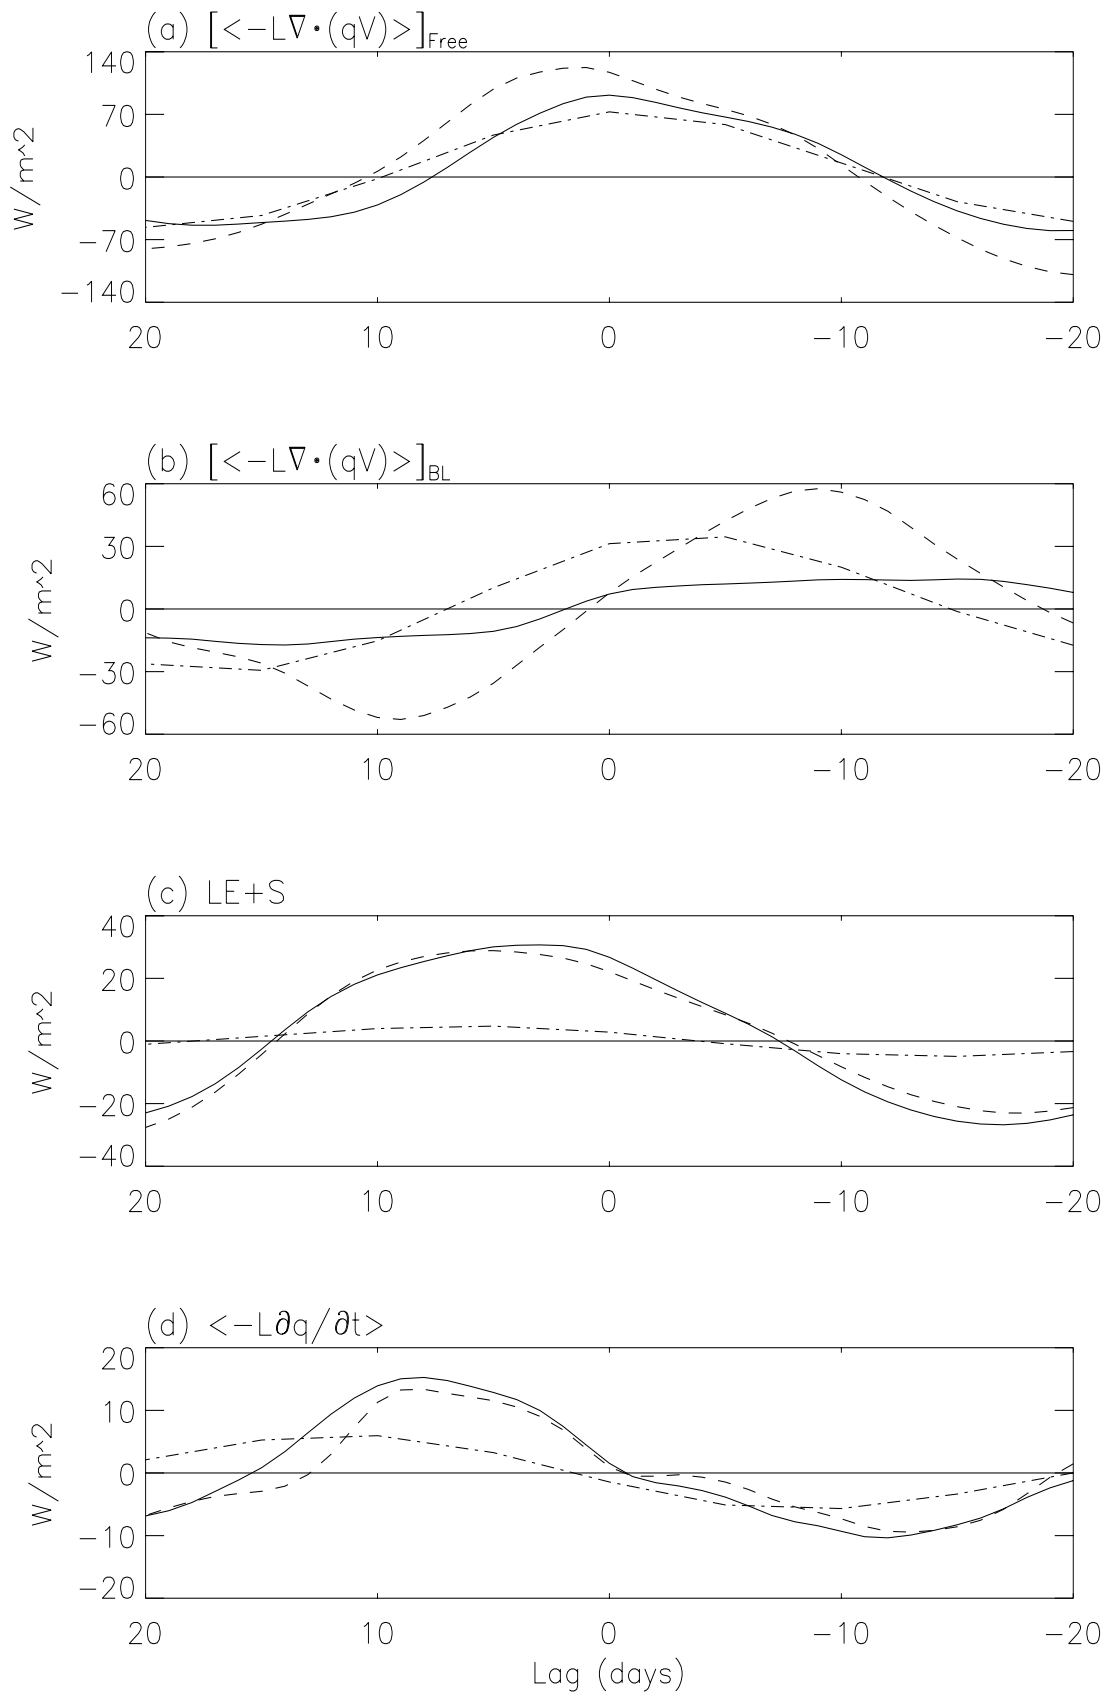 (a) [<−L∇•(qV)>]Free
140
70
0
−70
−140
W/m^2
20 10 0 −10 −20
(b) [<−L∇•(qV)>]BL
60
30
0
−30
−60
W/m^2
20 10 0 −10 −20
(c) LE+S
40
20
0
−20
−40
W/m^2
20 10 0 −10 −20
(d) <−L∂q/∂t>
20
10
0
−10
−20
W/m^2
20 10 0 −10 −20
Lag (days)